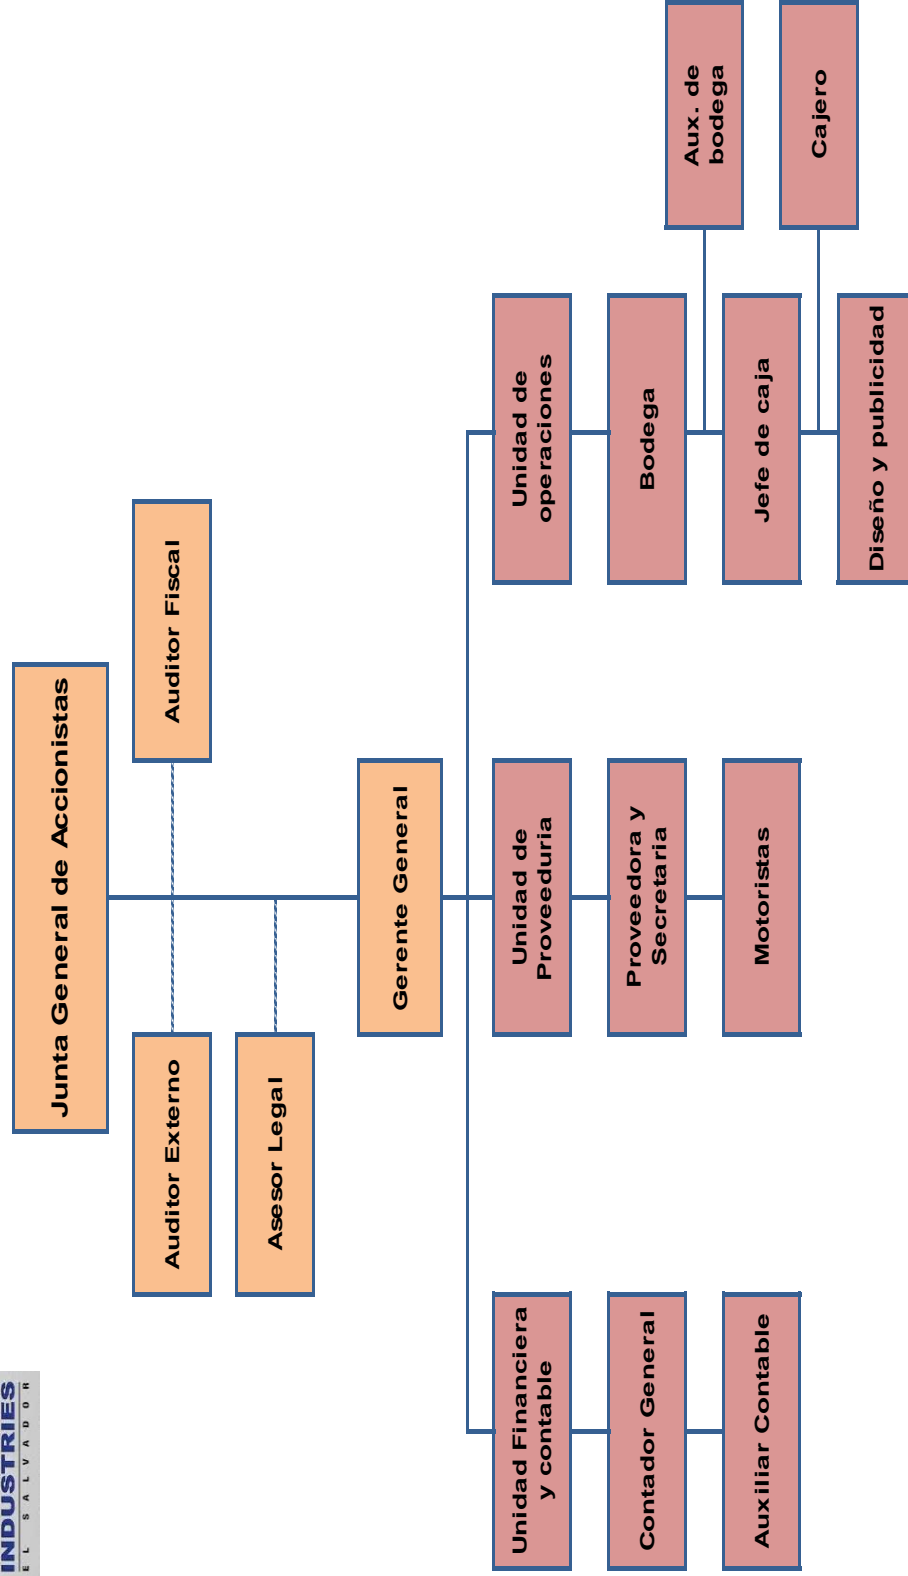 INDUSTRIES
EL SALVADOR
Junta General de Accionistas
Auditor Externo
Auditor Fiscal
Asesor Legal
Gerente General
Unidad Financiera
y contable
Unidad de
Proveeduria
Unidad de
operaciones
Contador General
Proveedora y
Secretaria
Bodega
Aux. de
bodega
Auxiliar Contable
Motoristas
Jefe de caja
Cajero
Diseño y publicidad